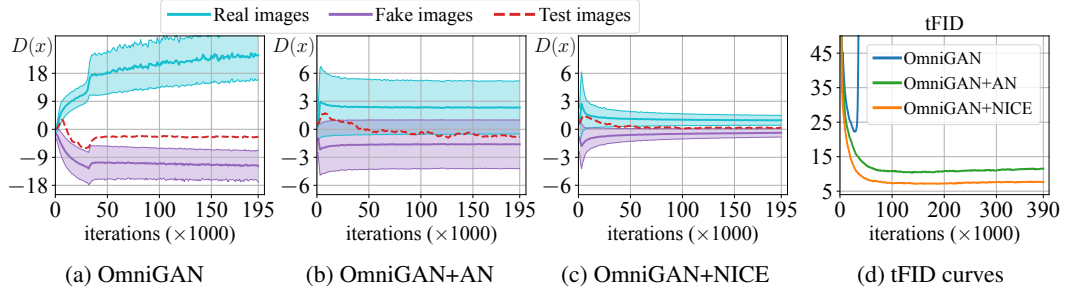 Real images Fake images Test images
D(x)
18
9
0
−9
−18
0 50 100 150 195
iterations (×1000)
(a) OmniGAN
D(x)
6
3
0
−3
−6
0 50 100 150 195
iterations (×1000)
(b) OmniGAN+AN
D(x)
6
3
0
−3
−6
0 50 100 150 195
iterations (×1000)
(c) OmniGAN+NICE
tFID
OmniGAN
OmniGAN+AN
OmniGAN+NICE
45
35
25
15
5
0 100 200 300 390
iterations (×1000)
(d) tFID curves